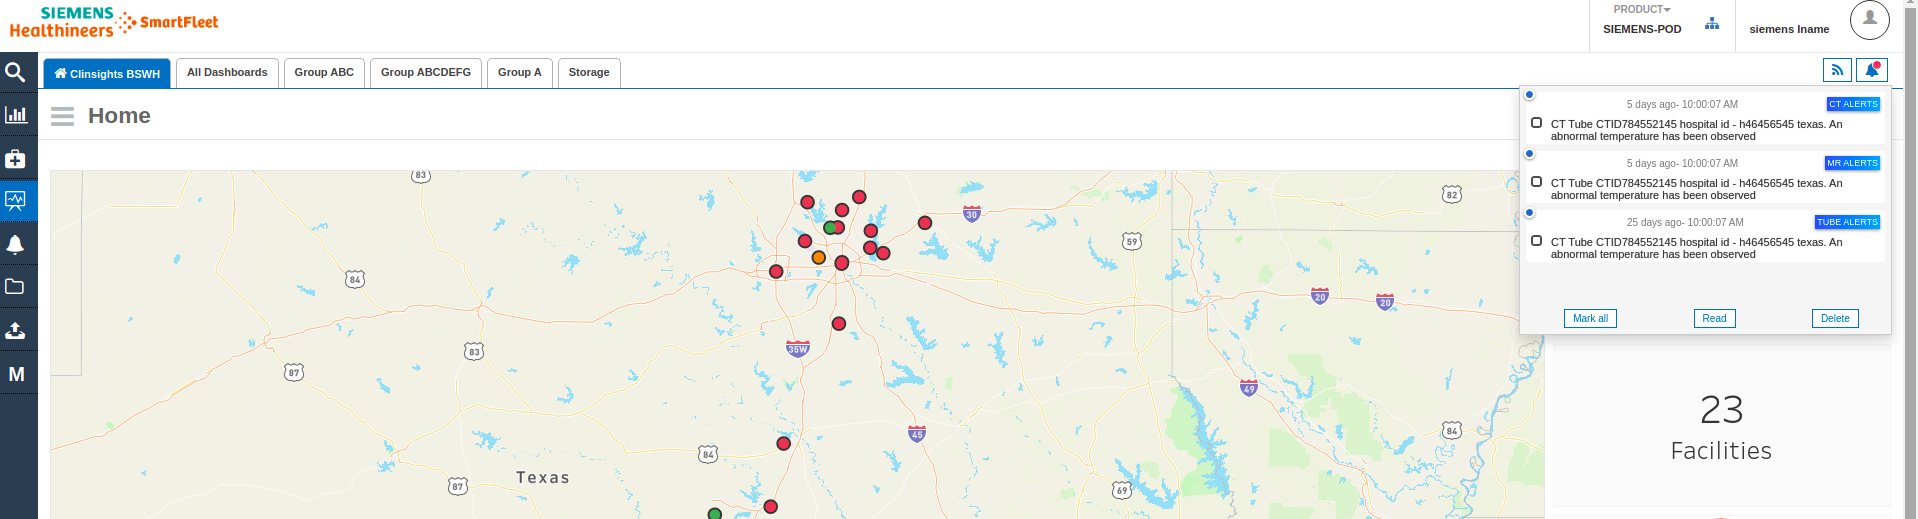 SIEMENS
Healthineers
SmartFleet
PRODUCT
SIEMENS-POD
siemens lname
Clinsights BSWH
All Dashboards
Group ABC
Group ABCDEFG
Group A
Storage
Home
5 days ago- 10:00:07 AM
CT ALERTS
CT Tube CTID784552145 hospital id - h46456545 texas. An
abnormal temperature has been observed
5 days ago- 10:00:07 AM
MR ALERTS
CT Tube CTID784552145 hospital id - h46456545 texas. An
abnormal temperature has been observed
25 days ago- 10:00:07 AM
TUBE ALERTS
CT Tube CTID784552145 hospital id - h46456545 texas. An
abnormal temperature has been observed
Mark all
Read
Delete
M
83
82
30
59
84
20
20
35W
83
87
49
45
84
84
Texas
87
69
23
Facilities